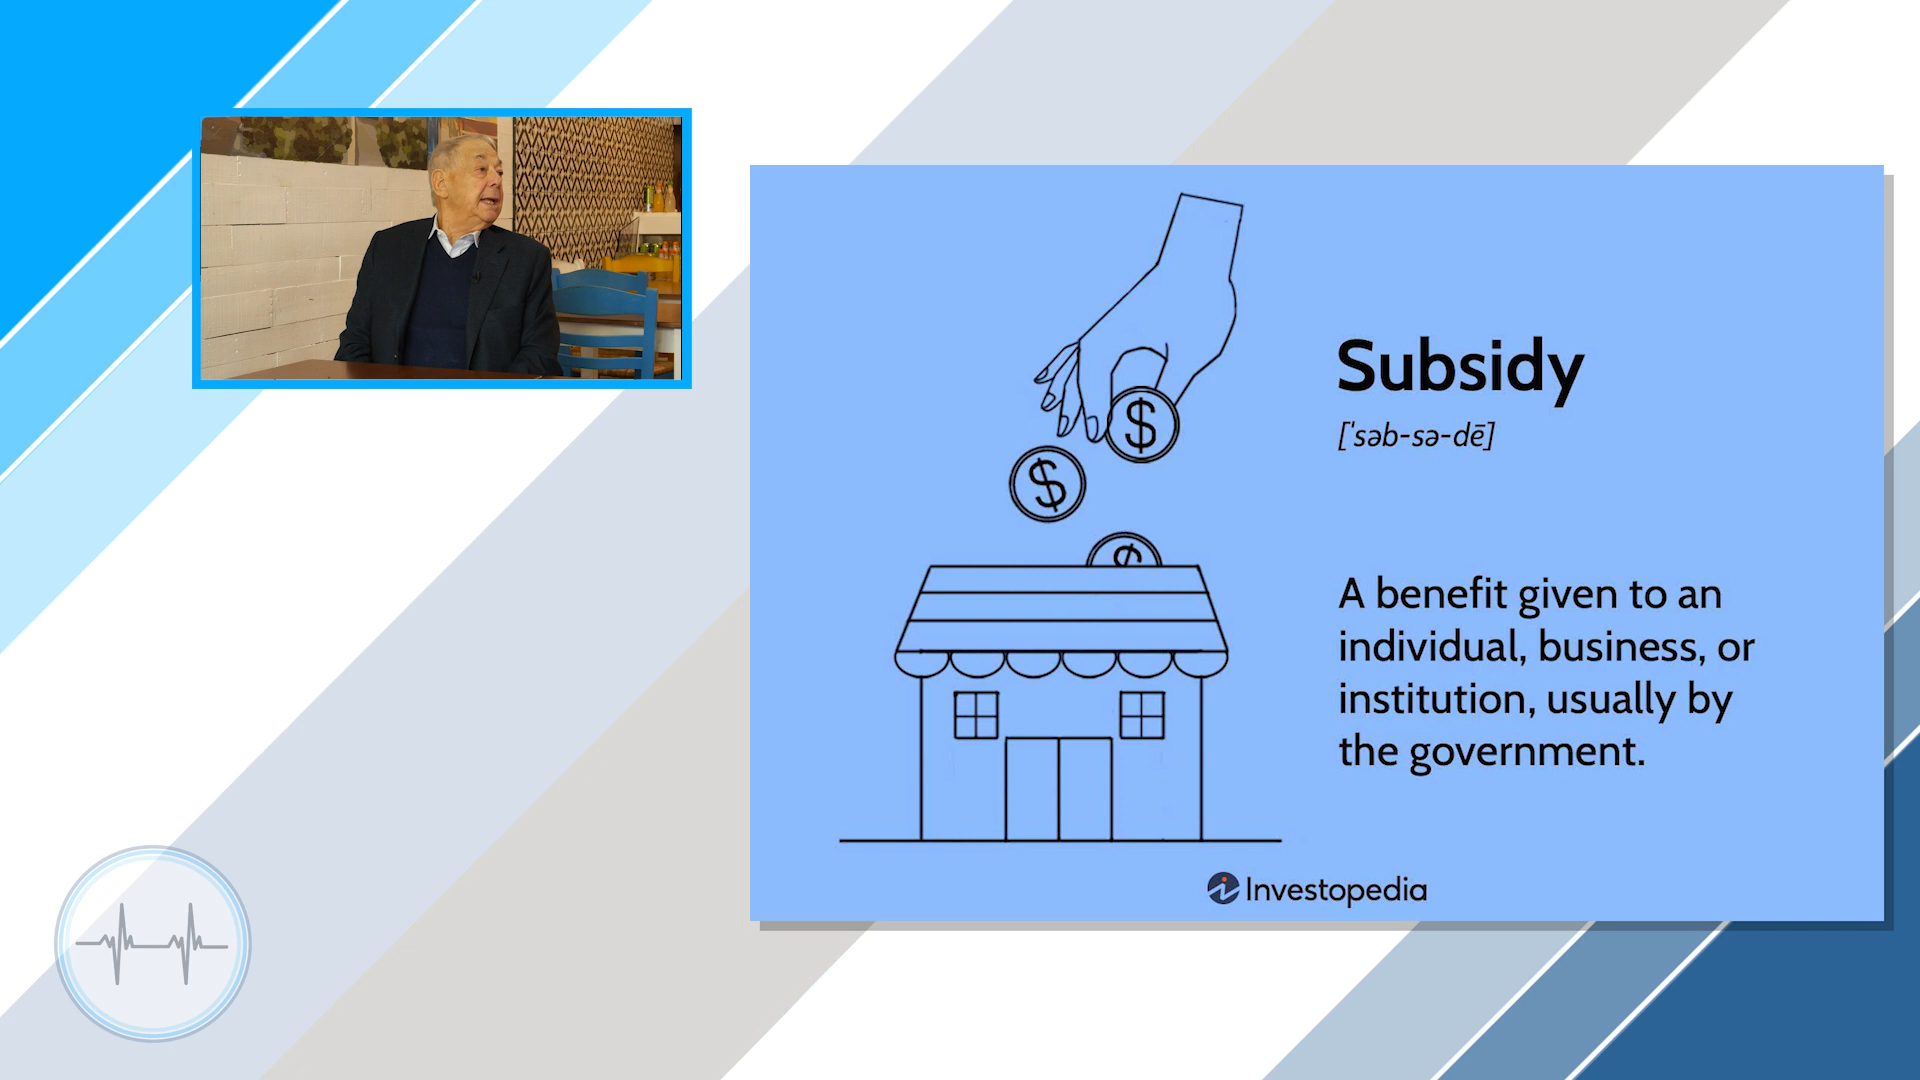 Subsidy
['səb-sə-dē]
A benefit given to an
individual, business, or
institution, usually by
the government.
$
$
$
Investopedia